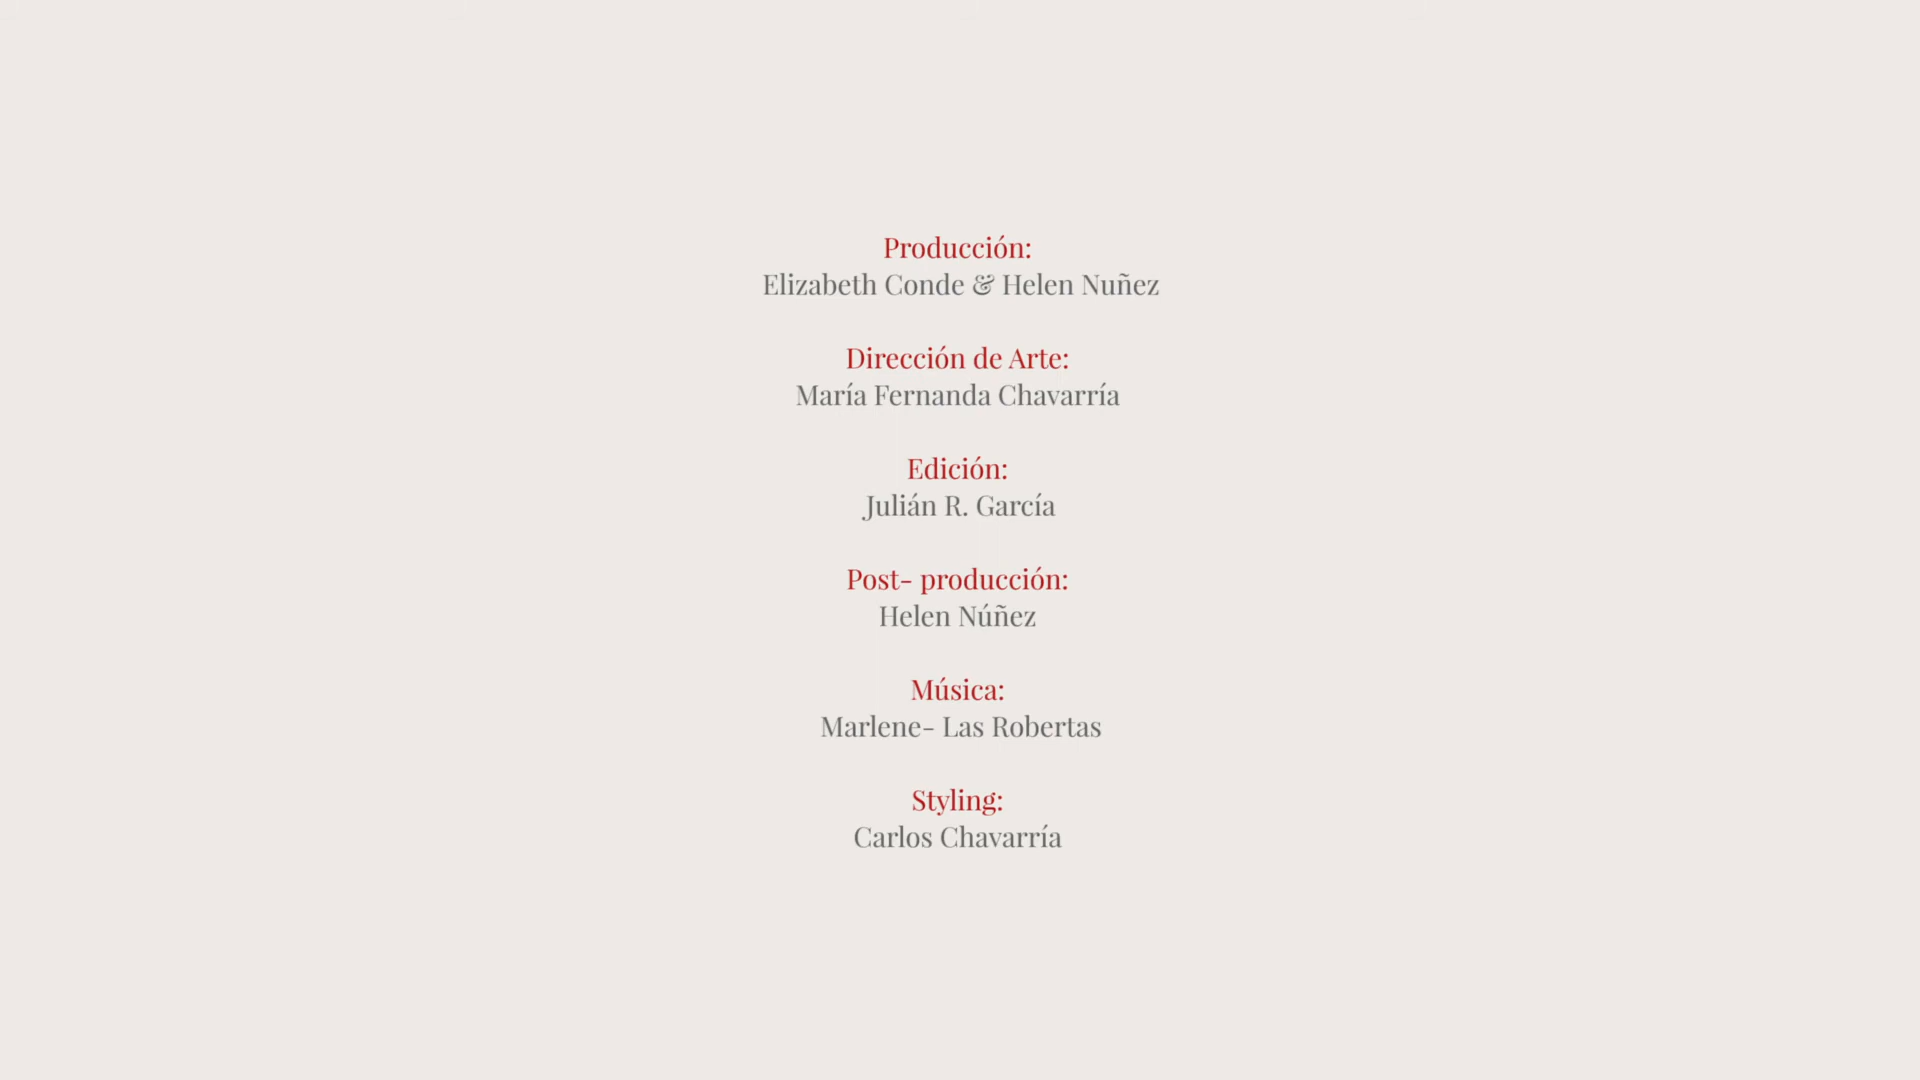 Producción:
Elizabeth Conde & Helen Nuñez
Dirección de Arte:
María Fernanda Chavarría
Edición:
Julián R. García
Post- producción:
Helen Núñez
Música:
Marlene- Las Robertas
Styling:
Carlos Chavarría